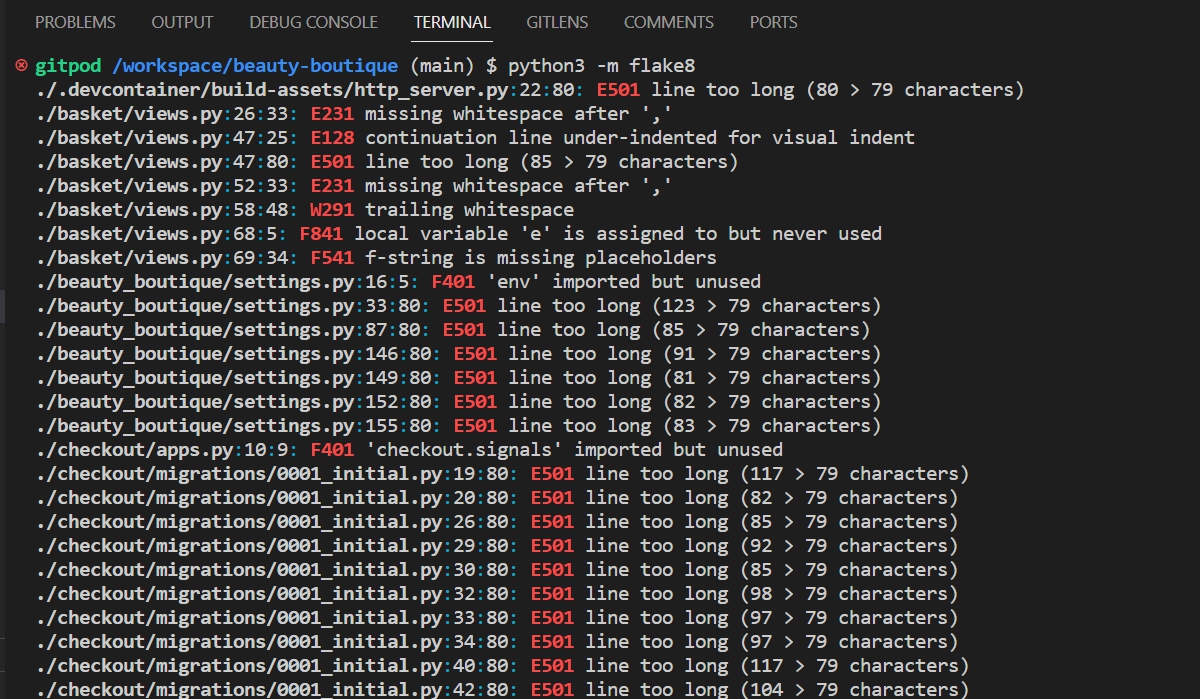 PROBLEMS OUTPUT DEBUG CONSOLE TERMINAL GITLENS COMMENTS PORTS
gitpod /workspace/beauty-boutique (main) $ python3 -m flake8
./.devcontainer/build-assets/http_server.py:22:80: E501 line too long (80 > 79 characters)
./basket/views.py:26:33: E231 missing whitespace after ','
./basket/views.py:47:25: E128 continuation line under-indented for visual indent
./basket/views.py:47:80: E501 line too long (85 > 79 characters)
./basket/views.py:52:33: E231 missing whitespace after ','
./basket/views.py:58:48: W291 trailing whitespace
./basket/views.py:68:5: F841 local variable 'e' is assigned to but never used
./basket/views.py:69:34: F541 f-string is missing placeholders
./beauty_boutique/settings.py:16:5: F401 'env' imported but unused
./beauty_boutique/settings.py:33:80: E501 line too long (123 > 79 characters)
./beauty_boutique/settings.py:87:80: E501 line too long (85 > 79 characters)
./beauty_boutique/settings.py:146:80: E501 line too long (91 > 79 characters)
./beauty_boutique/settings.py:149:80: E501 line too long (81 > 79 characters)
./beauty_boutique/settings.py:152:80: E501 line too long (82 > 79 characters)
./beauty_boutique/settings.py:155:80: E501 line too long (83 > 79 characters)
./checkout/apps.py:10:9: F401 'checkout.signals' imported but unused
./checkout/migrations/0001_initial.py:19:80: E501 line too long (117 > 79 characters)
./checkout/migrations/0001_initial.py:20:80: E501 line too long (82 > 79 characters)
./checkout/migrations/0001_initial.py:26:80: E501 line too long (85 > 79 characters)
./checkout/migrations/0001_initial.py:29:80: E501 line too long (92 > 79 characters)
./checkout/migrations/0001_initial.py:30:80: E501 line too long (85 > 79 characters)
./checkout/migrations/0001_initial.py:32:80: E501 line too long (98 > 79 characters)
./checkout/migrations/0001_initial.py:33:80: E501 line too long (97 > 79 characters)
./checkout/migrations/0001_initial.py:34:80: E501 line too long (97 > 79 characters)
./checkout/migrations/0001_initial.py:40:80: E501 line too long (117 > 79 characters)
./checkout/migrations/0001_initial.py:42:80: E501 line too long (104 > 79 characters)